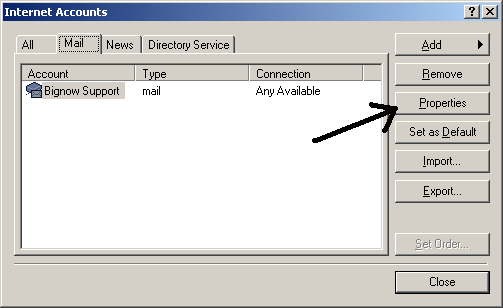 Internet Accounts
All Mail News Directory Service
Add
Remove
Properties
Set as Default
Import...
Export...
Set Order...
Close
Account Type Connection
Bignow Support mail Any Available